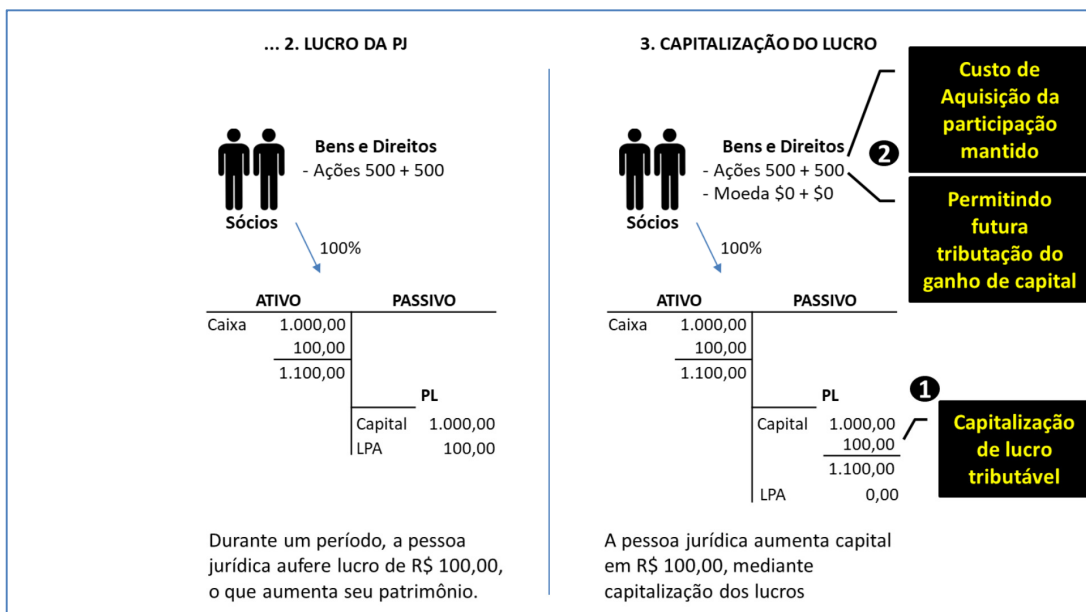 ... 2. LUCRO DA PJ
Bens e Direitos
- Ações 500 + 500
Sócios
100%
ATIVO PASSIVO
Caixa 1.000,00
100,00
1.100,00
PL
Capital 1.000,00
LPA 100,00
Durante um período, a pessoa
jurídica aufere lucro de R$ 100,00,
o que aumenta seu patrimônio.
3. CAPITALIZAÇÃO DO LUCRO
Bens e Direitos
- Ações 500 + 500
- Moeda $0 + $0
Sócios
100%
2
Custo de
Aquisição da
participação
mantido
Permitindo
futura
tributação do
ganho de capital
ATIVO PASSIVO
Caixa 1.000,00
100,00
1.100,00
PL
Capital 1.000,00
100,00
1.100,00
LPA 0,00
1
Capitalização
de lucro
tributável
A pessoa jurídica aumenta capital
em R$ 100,00, mediante
capitalização dos lucros